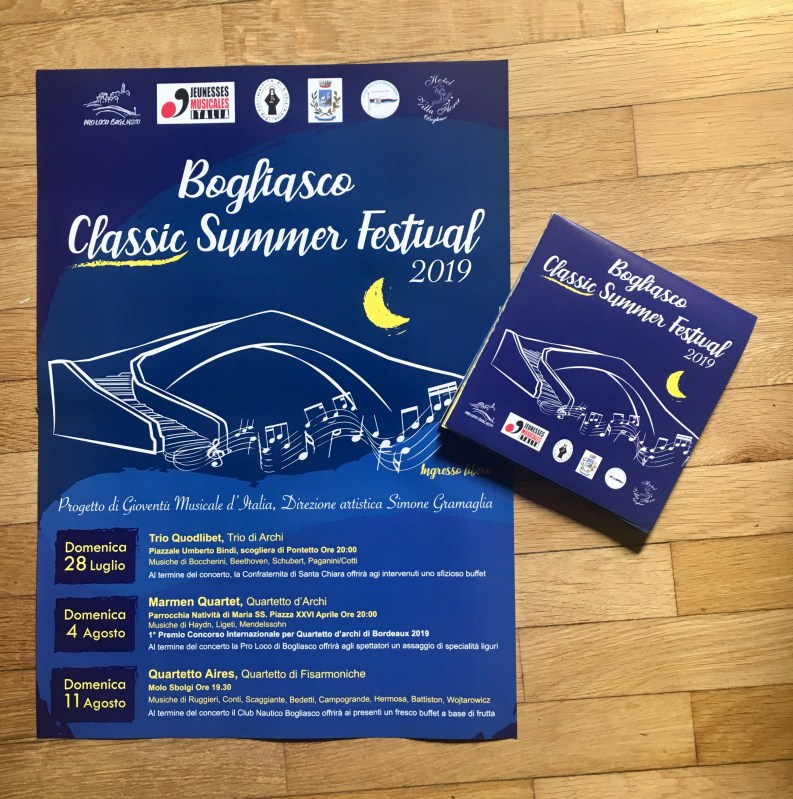 PRO LOCO BOGLIASCO
JEUNESSES
MUSICALES
ITALIA
Hotel
Villa Flora
Bogliasco
Bogliasco
Classic Summer Festival
2019
Ingresso libero
Progetto di Gioventù Musicale d'Italia, Direzione artistica Simone Gramaglia
Domenica
28 Luglio
Trio Quodlibet, Trio di Archi
Piazzale Umberto Bindi, scogliera di Pontetto Ore 20:00
Musiche di Boccherini, Beethoven, Schubert, Paganini/Cotti
Al termine del concerto, la Confraternita di Santa Chiara offrirà agli intervenuti uno sfizioso buffet
Domenica
4 Agosto
Marmen Quartet, Quartetto d'Archi
Parrocchia Natività di Maria SS. Piazza XXVI Aprile Ore 20:00
Musiche di Haydn, Ligeti, Mendelssohn
1° Premio Concorso Internazionale per Quartetto d'archi di Bordeaux 2019
Al termine del concerto la Pro Loco di Bogliasco offrirà agli spettatori un assaggio di specialità liguri
Domenica
11 Agosto
Quartetto Aires, Quartetto di Fisarmoniche
Molo Sbolgi Ore 19.30
Musiche di Ruggieri, Conti, Scaggiante, Bedetti, Campogrande, Hermosa, Battiston, Wojtarowicz
Al termine del concerto il Club Nautico Bogliasco offrirà ai presenti un fresco buffet a base di frutta
Bogliasco
Classic Summer Festival
2019
PRO LOCO BOGLIASCO
JEUNESSES
MUSICALES
ITALIA